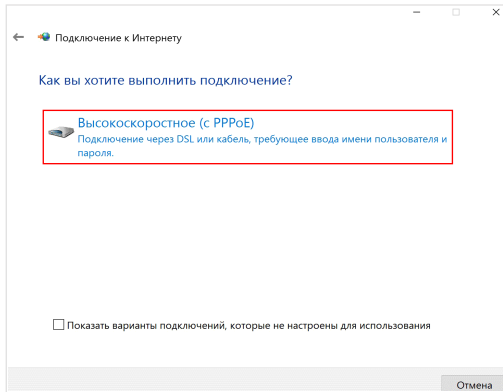 Подключение к Интернету
Как вы хотите выполнить подключение?
Высокоскоростное (с PPPoE)
Подключение через DSL или кабель, требующее ввода имени пользователя и
пароля.
Показать варианты подключений, которые не настроены для использования
Отмена